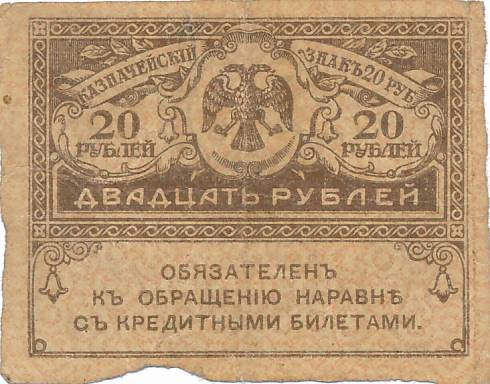 КАЗНАЧЕЙСКІЙ ЗНАКЪ 20 РУБ.
20 РУБЛЕЙ
20 РУБЛЕЙ
ДВАДЦАТЬ РУБЛЕЙ
ОБЯЗАТЕЛЕНЪ
КЪ ОБРАЩЕНІЮ НАРАВНѢ
СЪ КРЕДИТНЫМИ БИЛЕТАМИ.